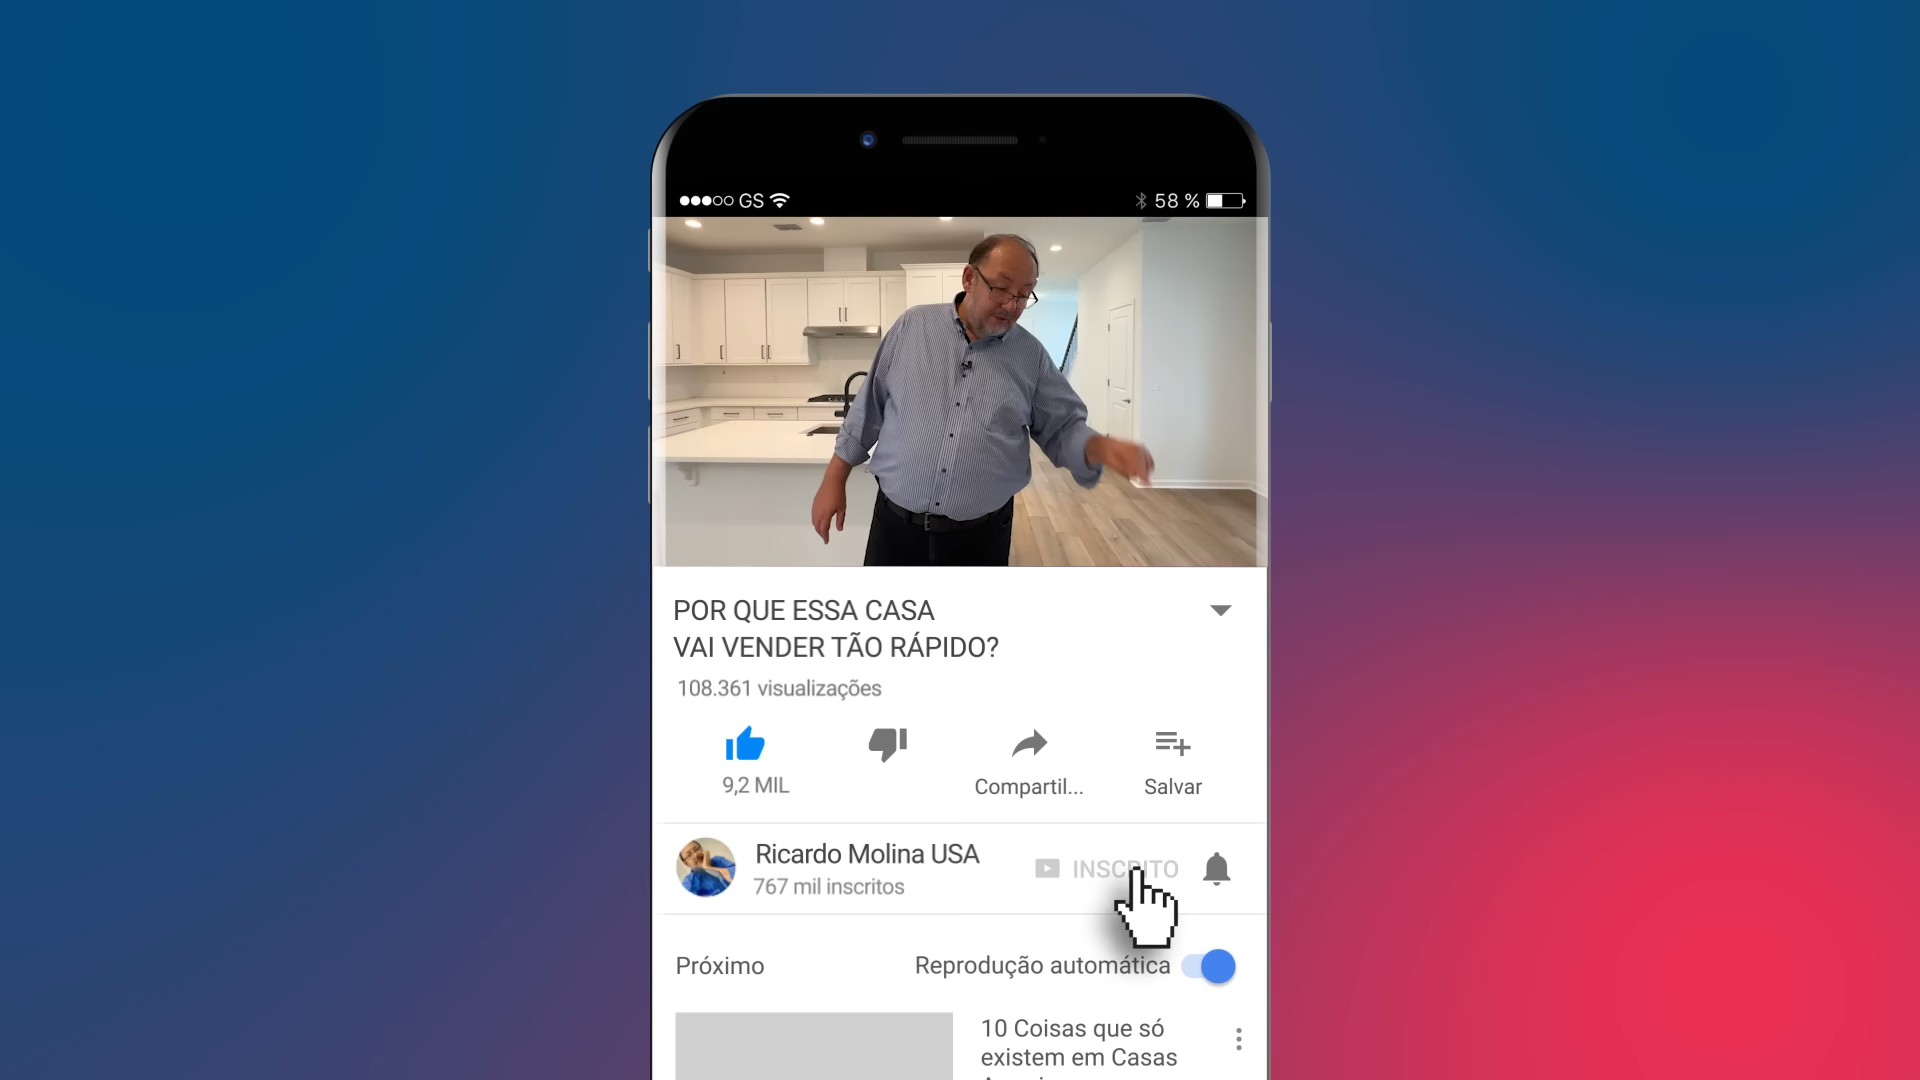 GS
58 %
POR QUE ESSA CASA
VAI VENDER TÃO RÁPIDO?
108.361 visualizações
9,2 MIL
Compartil...
Salvar
Ricardo Molina USA
INSCRITO
767 mil inscritos
Próximo
Reprodução automática
10 Coisas que só
existem em Casas